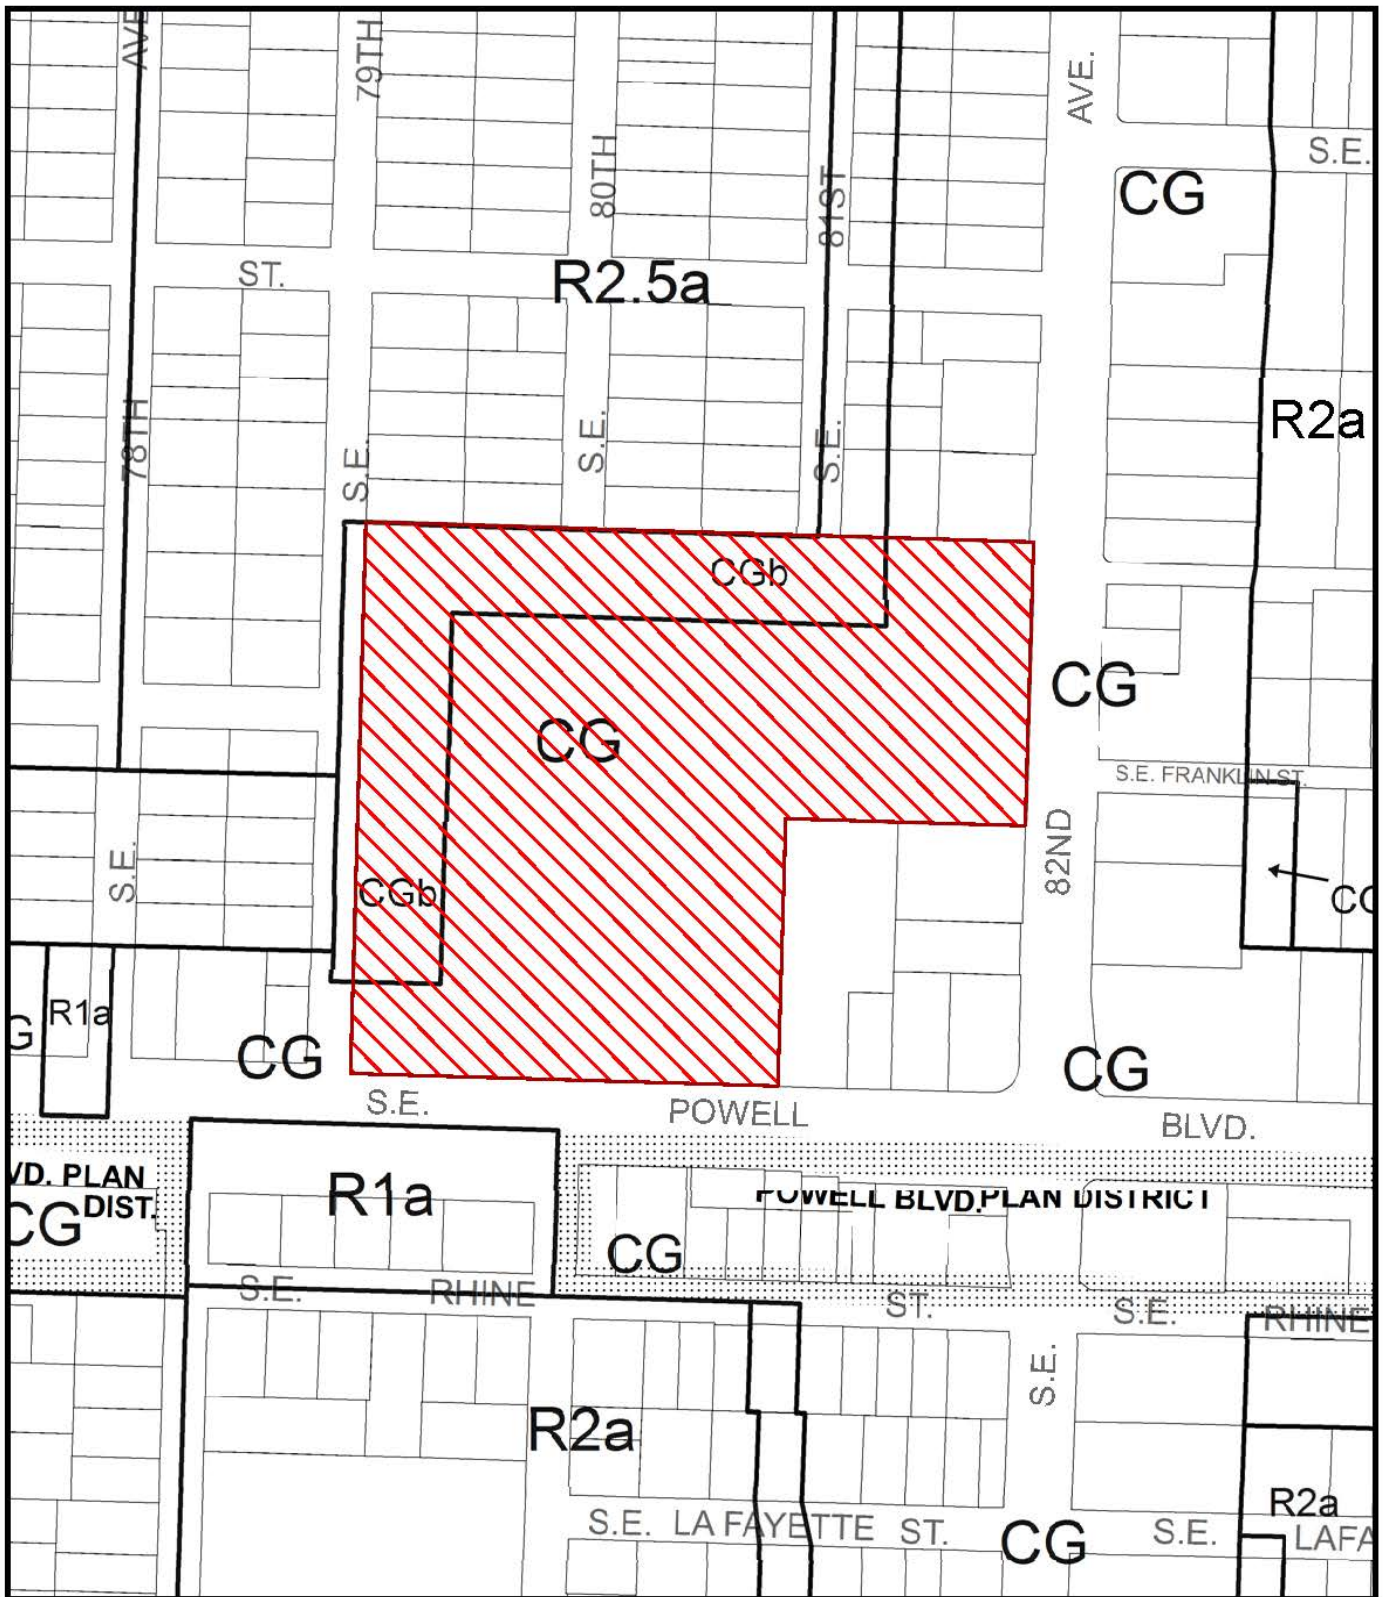 AVE
79TH
AVE.
S.E.
80TH
CG
81ST
ST.
R2.5a
78TH
S.E.
S.E.
S.E.
R2a
CGb
CG
CG
S.E. FRANKLIN ST.
82ND
S.E.
CGb
R1a
G
CG
CG
S.E.
POWELL
BLVD.
VD. PLAN
DIST.
CG
R1a
POWELL BLVD. PLAN DISTRICT
CG
S.E.
RHINE
ST.
S.E.
RHINE
S.E.
R2a
R2a
S.E. LAFAYETTE ST.
CG
S.E.
LAFA